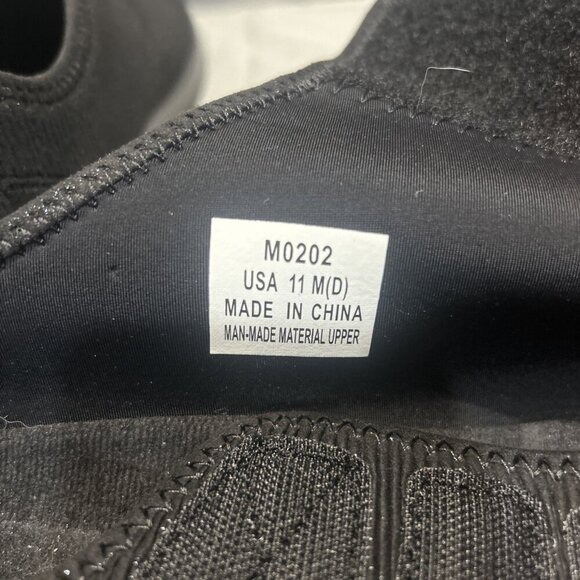 M0202
USA 11 M(D)
MADE IN CHINA
MAN-MADE MATERIAL UPPER